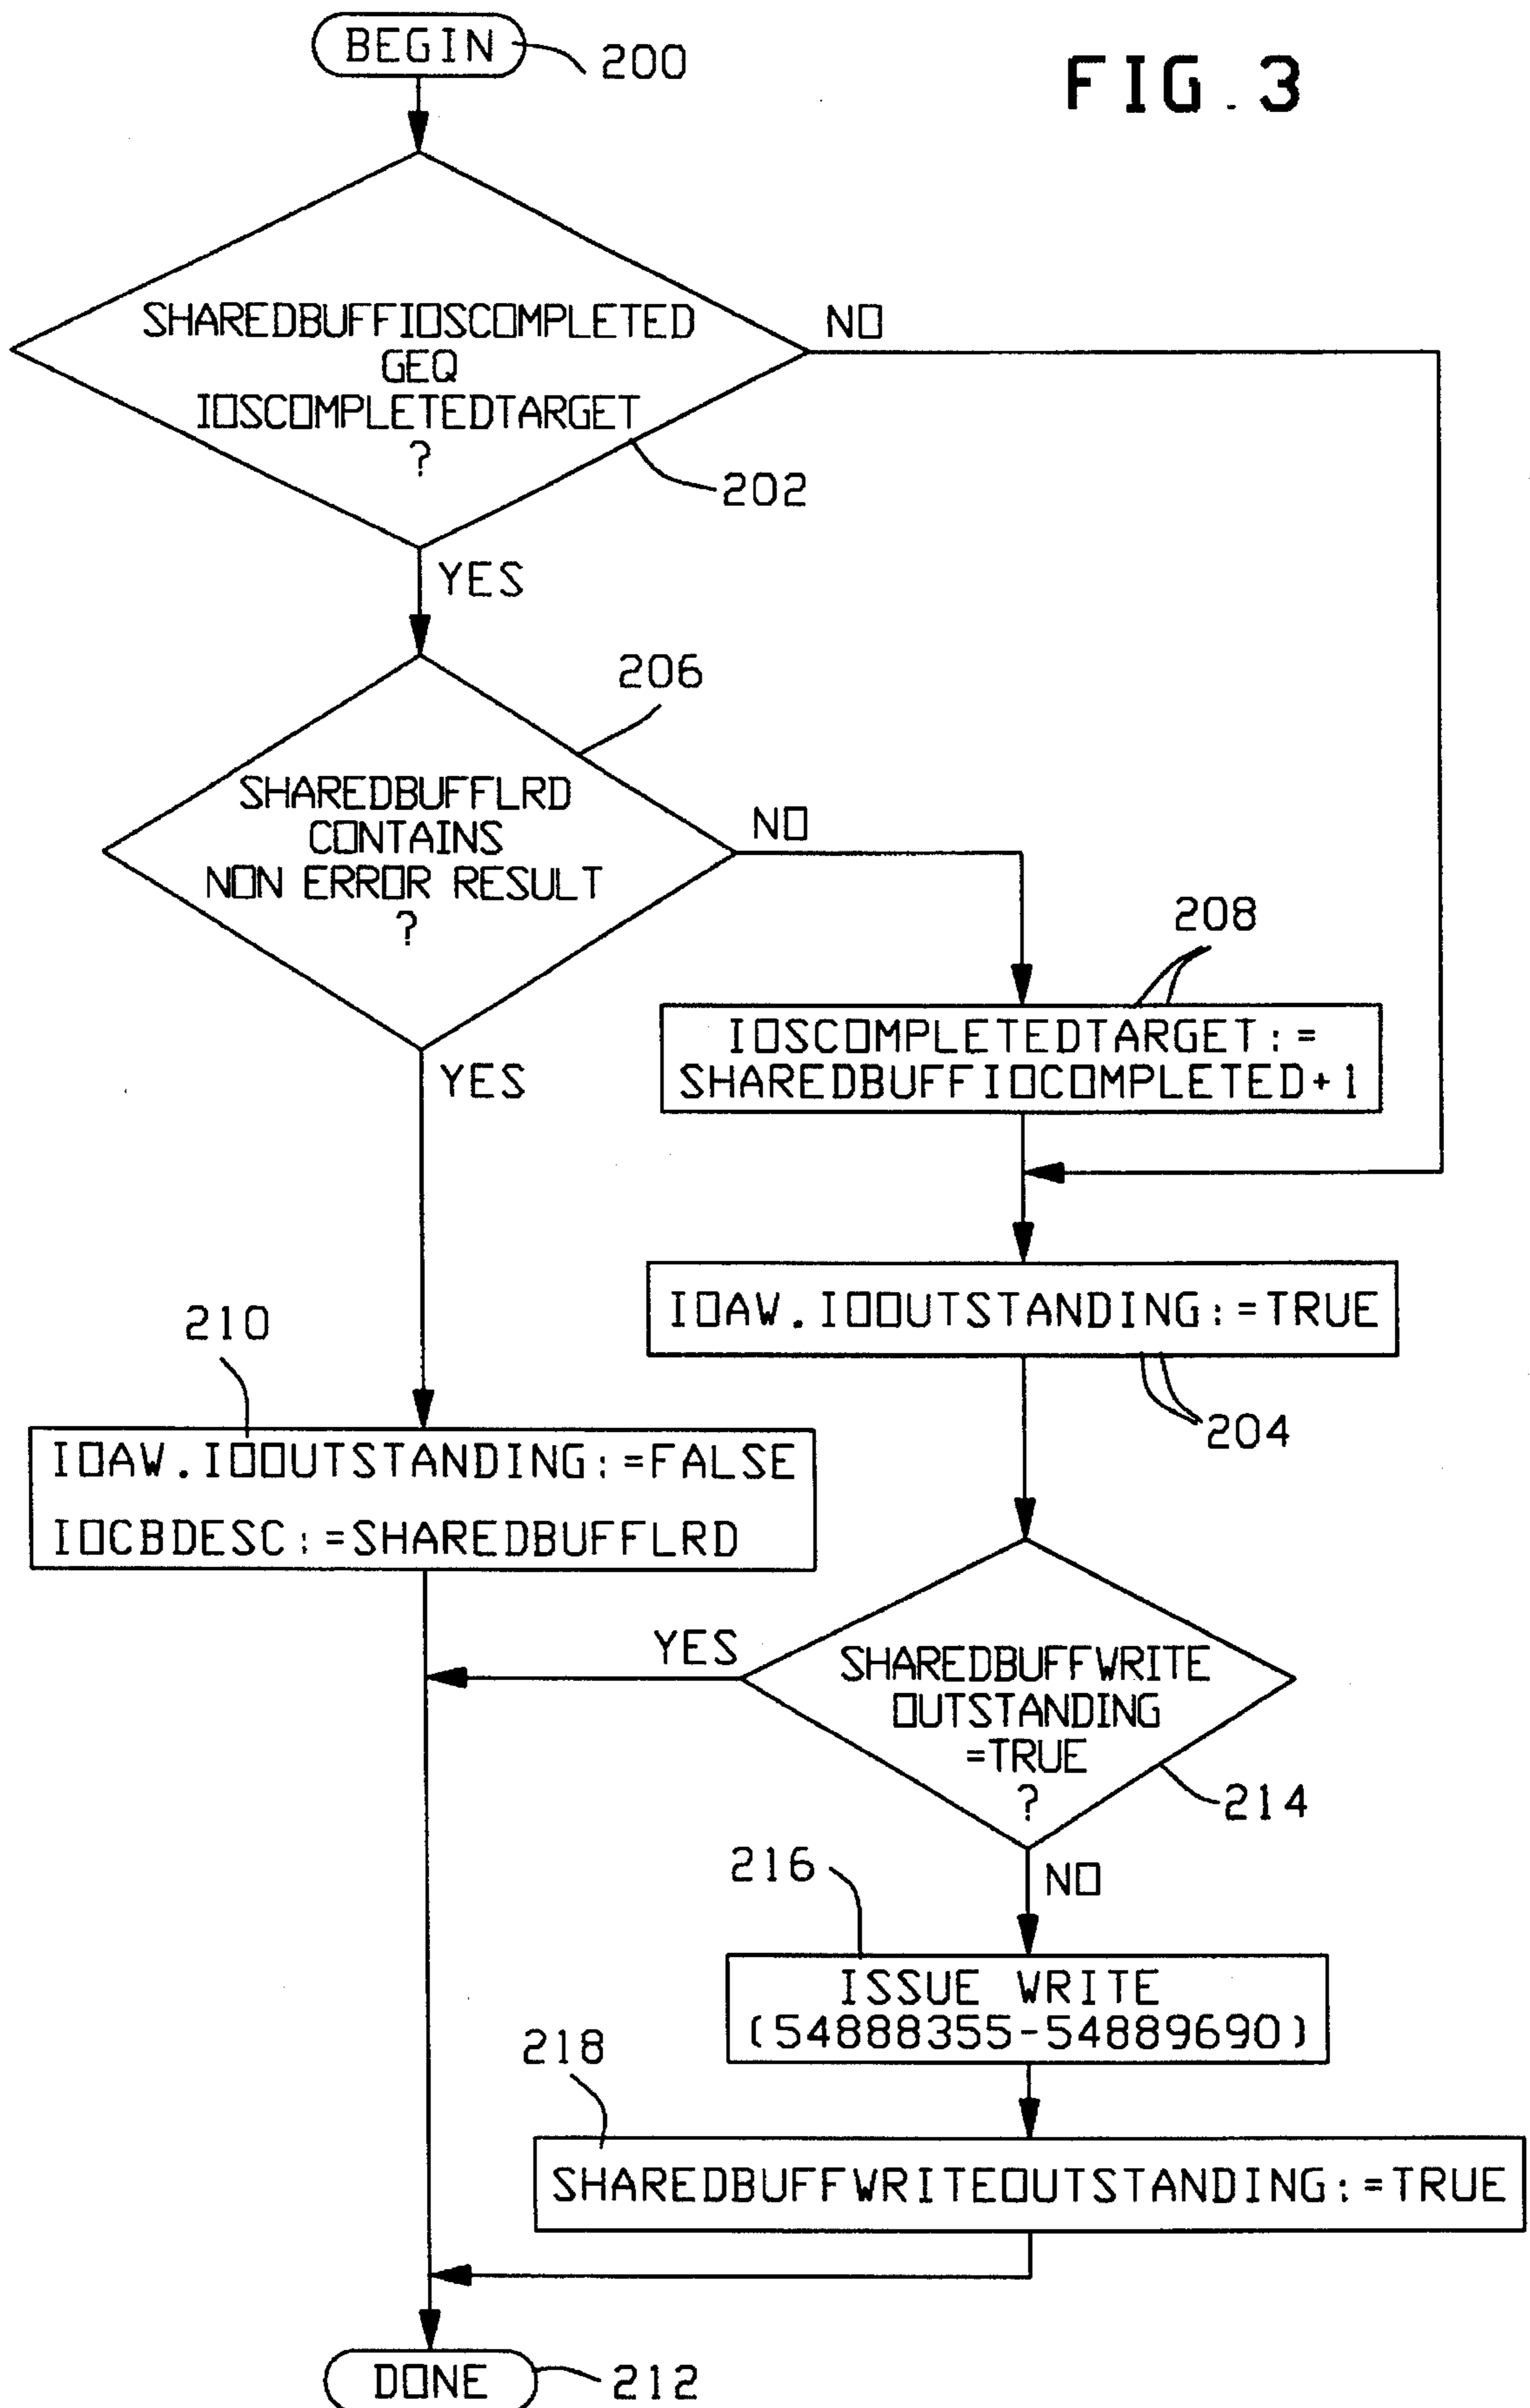 BEGIN
200
FIG. 3
SHAREDBUFFIOSCOMPLETED
GEQ
IOSCOMPLETEDTARGET
?
NO
202
YES
206
SHAREDBUFFLRD
CONTAINS
NON ERROR RESULT
?
NO
208
IOSCOMPLETEDTARGET:=
SHAREDBUFFIOCOMPLETED+1
YES
IOAW.IOOUTSTANDING:=TRUE
204
210
IOAW.IOOUTSTANDING:=FALSE
IOCBDESC:=SHAREDBUFFLRD
YES
SHAREDBUFFWRITE
OUTSTANDING
=TRUE
?
214
NO
216
ISSUE WRITE
(54888355-54889690)
218
SHAREDBUFFWRITEOUTSTANDING:=TRUE
DONE
212